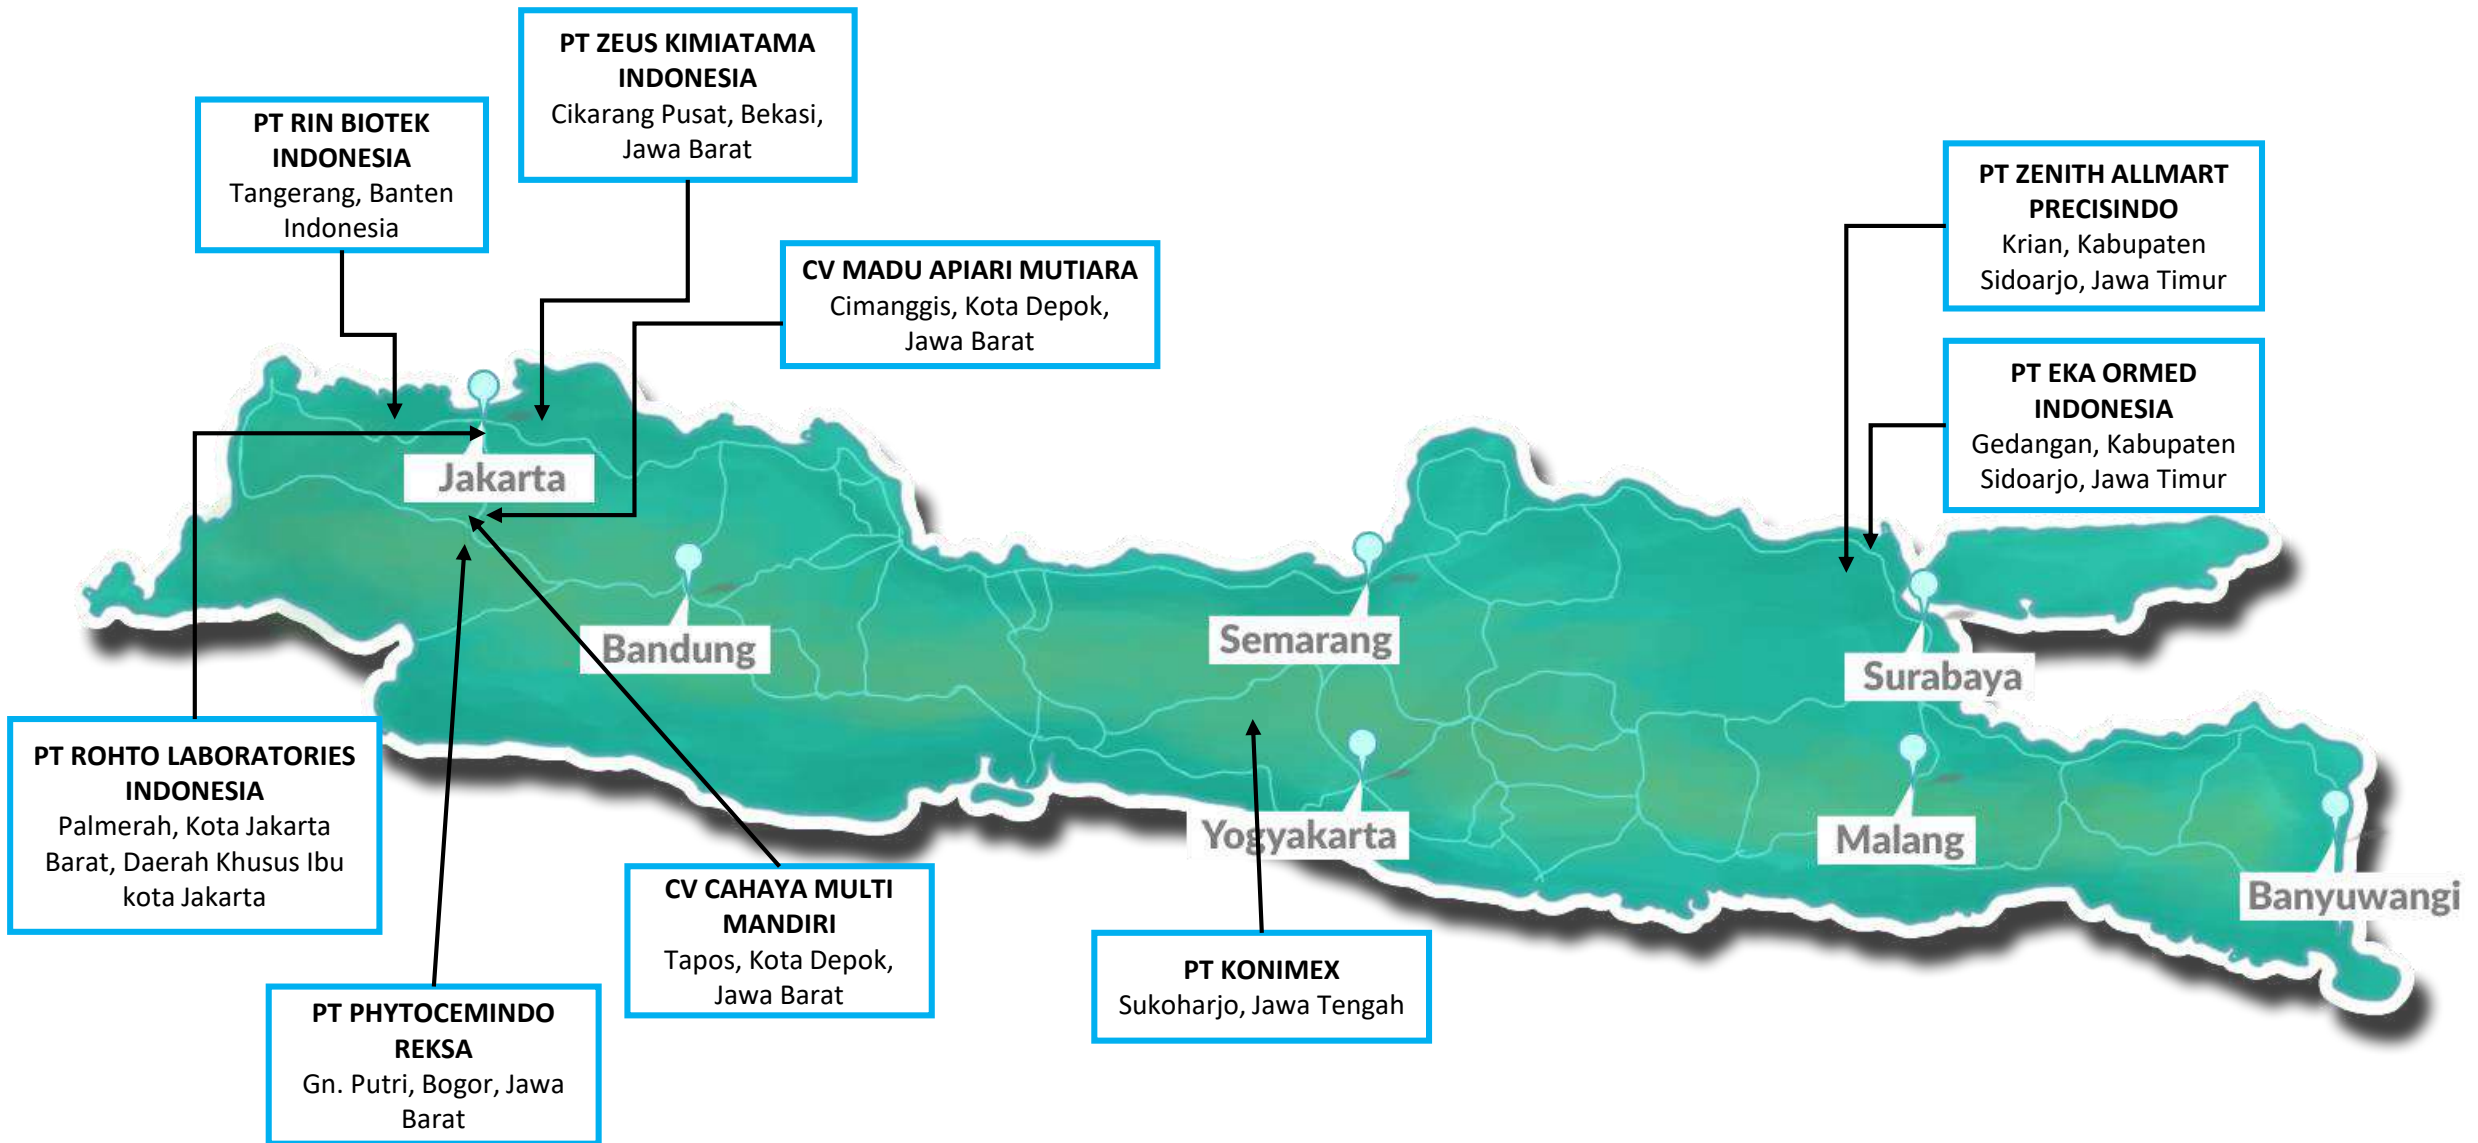 PT ZEUS KIMIATAMA
INDONESIA
Cikarang Pusat, Bekasi,
Jawa Barat
PT RIN BIOTEK
INDONESIA
Tangerang, Banten
Indonesia
CV MADU APIARI MUTIARA
Cimanggis, Kota Depok,
Jawa Barat
PT ZENITH ALLMART
PRECISINDO
Krian, Kabupaten
Sidoarjo, Jawa Timur
PT EKA ORMED
INDONESIA
Gedangan, Kabupaten
Sidoarjo, Jawa Timur
Jakarta
Bandung
Semarang
Surabaya
Yogyakarta
Malang
Banyuwangi
PT ROHTO LABORATORIES
INDONESIA
Palmerah, Kota Jakarta
Barat, Daerah Khusus Ibu
kota Jakarta
CV CAHAYA MULTI
MANDIRI
Tapos, Kota Depok,
Jawa Barat
PT KONIMEX
Sukoharjo, Jawa Tengah
PT PHYTOCEMINDO
REKSA
Gn. Putri, Bogor, Jawa
Barat